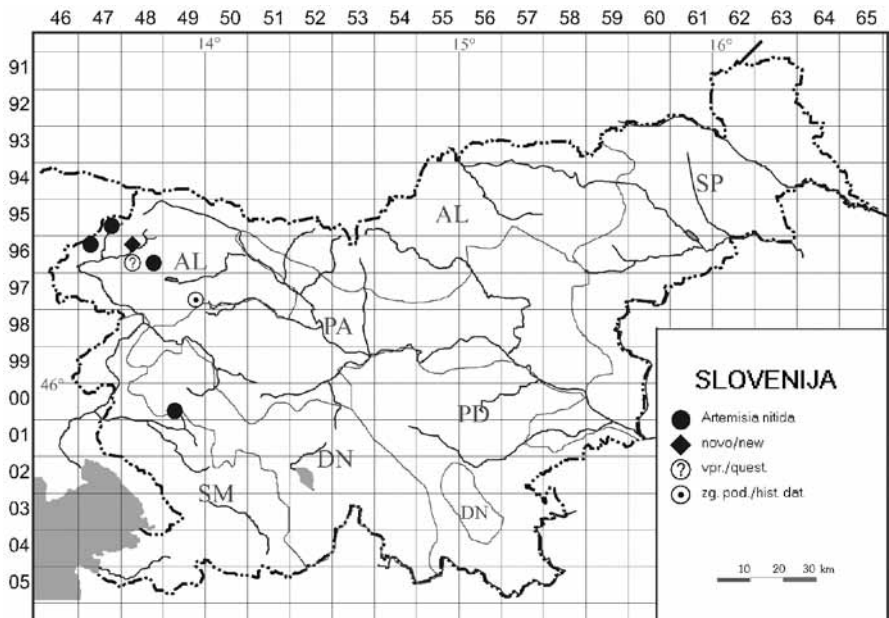 46 47 48 49 50 51 52 53 54 55 56 57 58 59 60 61 62 63 64 65
14° 15° 16°
91
92
93
94
SP
95
AL
96
? AL
97
98
PA
99
46° 00
SLOVENIJA
PD
Artemisia nitida
01
novo/new
DN
02
vpr./quest.
SM
?
03
DN
zg. pod./hist. dat
04
05
10 20 30 km